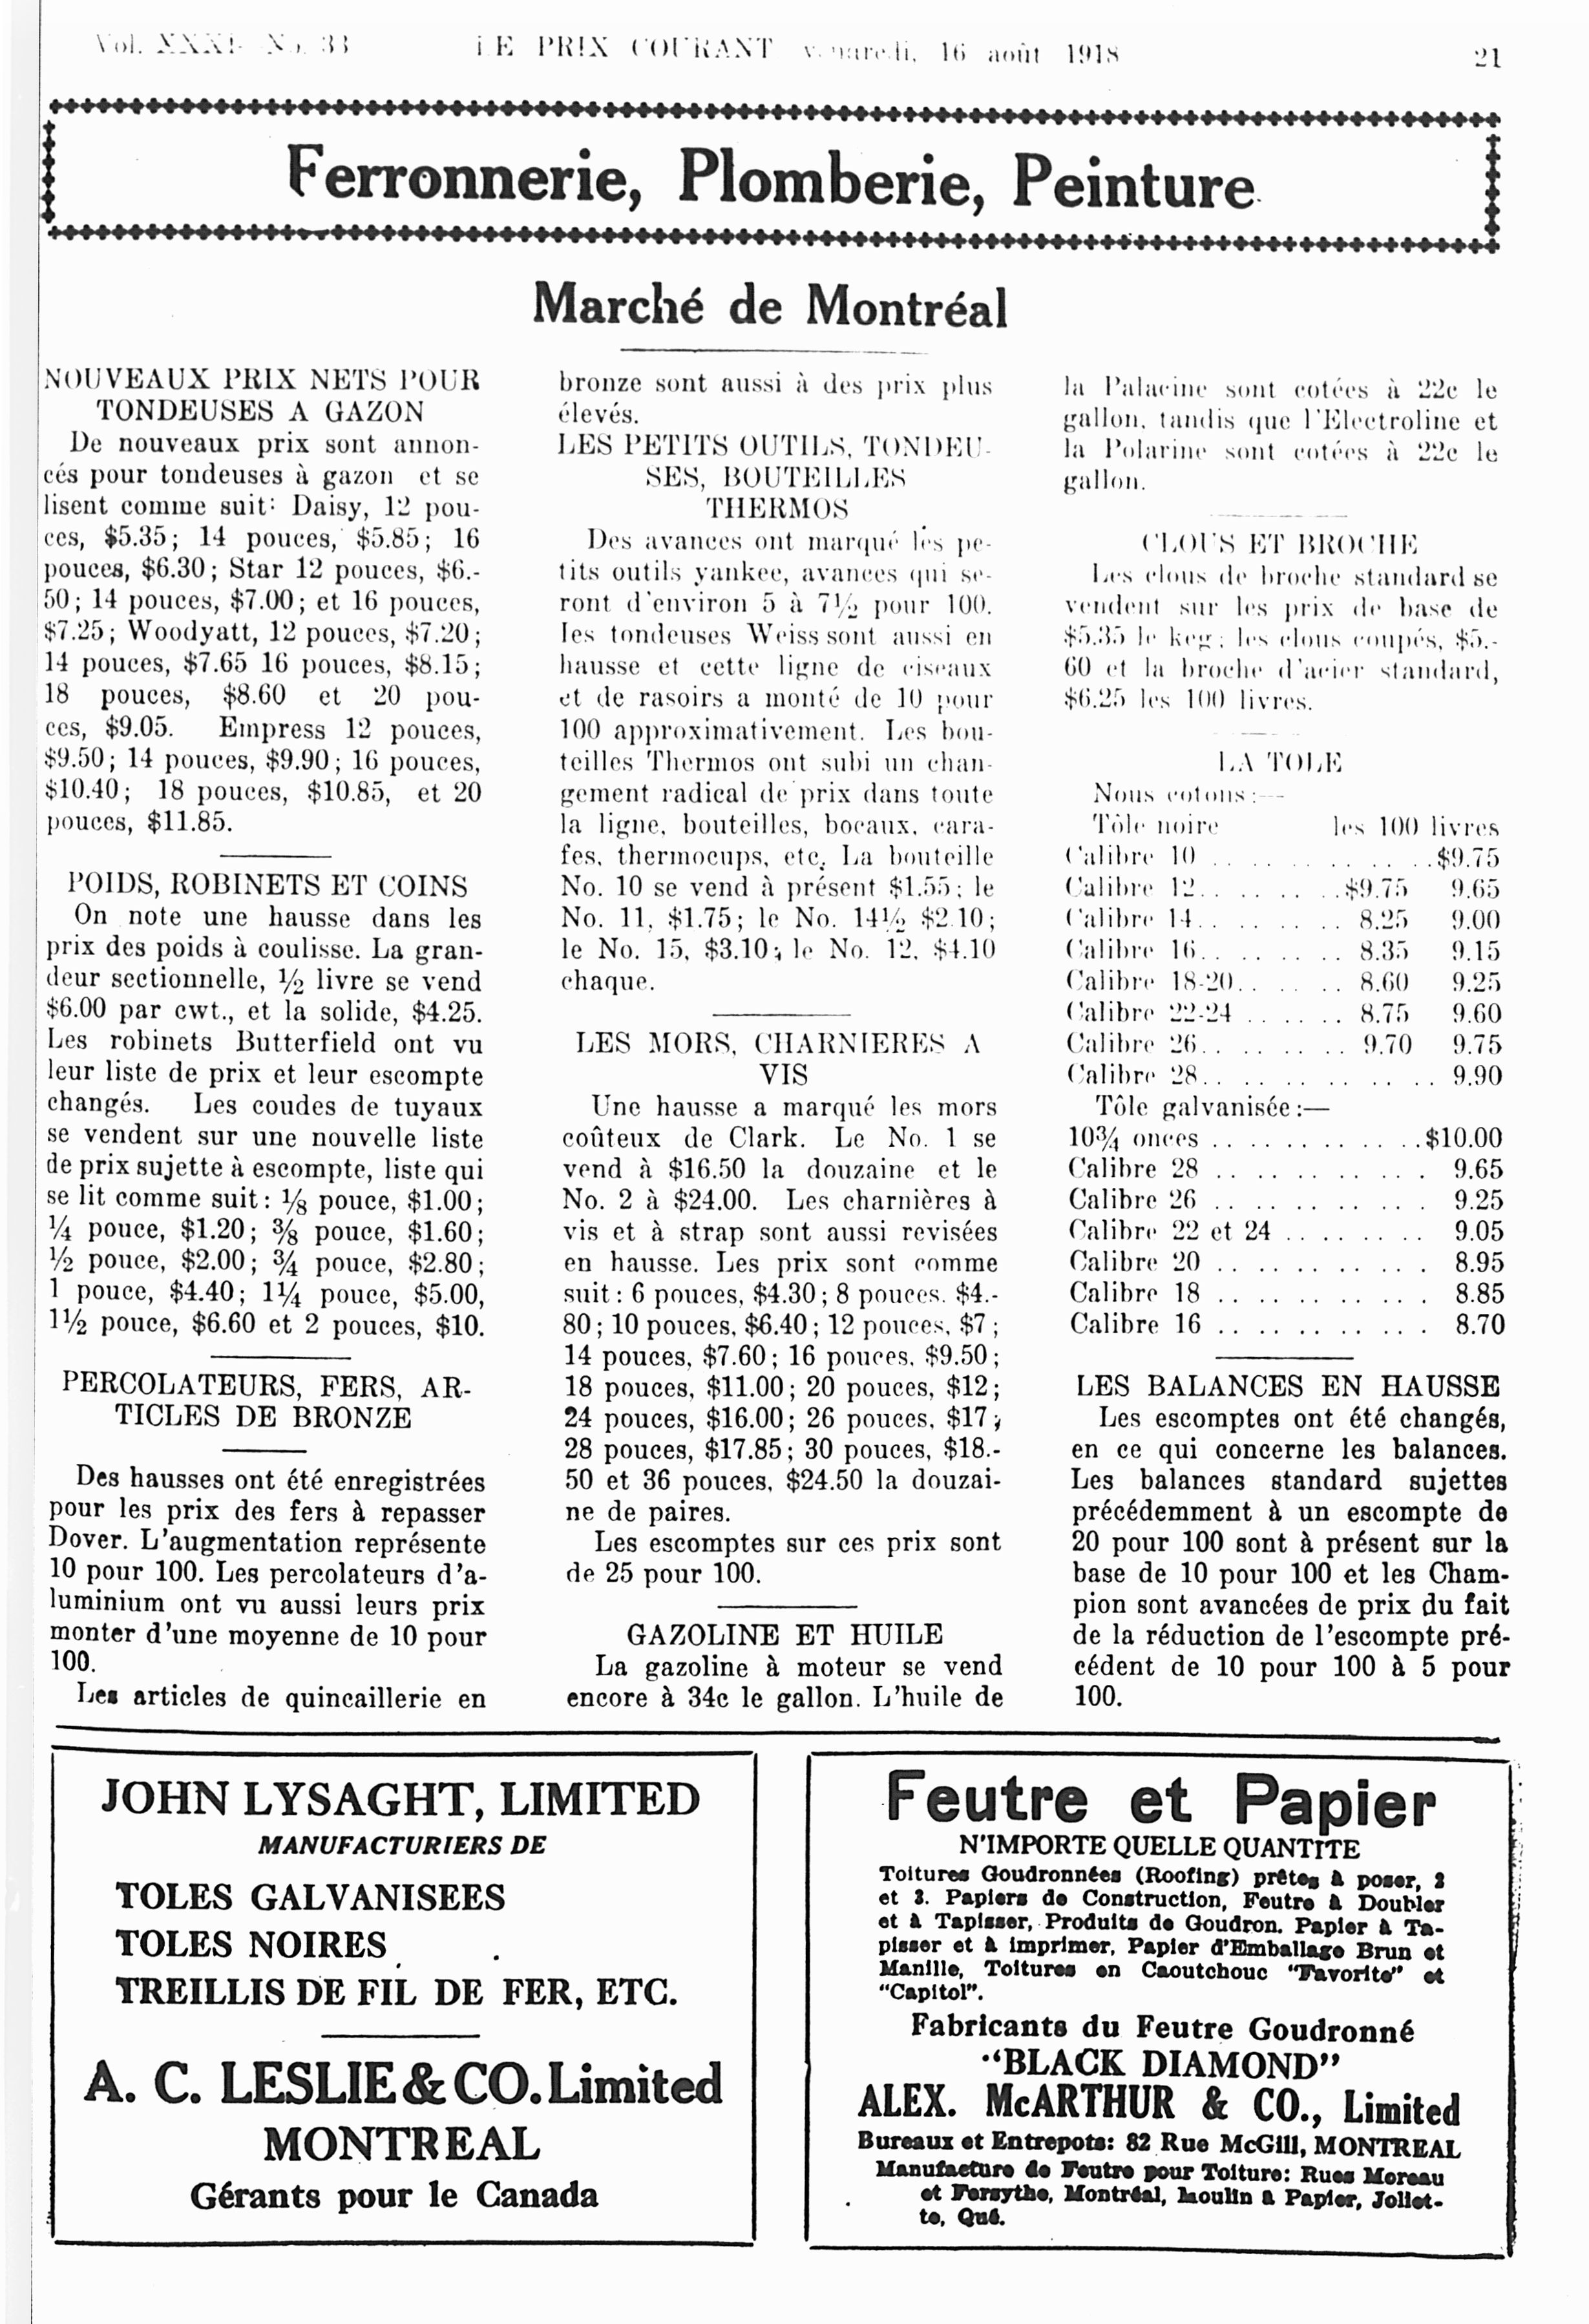 Vol. XXXI— No. 33
LE PRIX COURANT, vendredi, 16 août 1918
21
Ferronnerie, Plomberie, Peinture
Marché de Montréal
NOUVEAUX PRIX NETS POUR
TONDEUSES A GAZON
De nouveaux prix sont annon-
cés pour tondeuses à gazon et se
lisent comme suit: Daisy, 12 pou-
ces, $5.35; 14 pouces, $5.85; 16
pouces, $6.30; Star 12 pouces, $6.-
50; 14 pouces, $7.00; et 16 pouces,
$7.25; Woodyatt, 12 pouces, $7.20;
14 pouces, $7.65 16 pouces, $8.15;
18 pouces, $8.60 et 20 pou-
ces, $9.05. Empress 12 pouces,
$9.50; 14 pouces, $9.90; 16 pouces,
$10.40; 18 pouces, $10.85, et 20
pouces, $11.85.
POIDS, ROBINETS ET COINS
On note une hausse dans les
prix des poids à coulisse. La gran-
deur sectionnelle, ½ livre se vend
$6.00 par cwt., et la solide, $4.25.
Les robinets Butterfield ont vu
leur liste de prix et leur escompte
changés. Les coudes de tuyaux
se vendent sur une nouvelle liste
de prix sujette à escompte, liste qui
se lit comme suit: ⅛ pouce, $1.00;
¼ pouce, $1.20; ⅜ pouce, $1.60;
½ pouce, $2.00; ¾ pouce, $2.80;
1 pouce, $4.40; 1¼ pouce, $5.00,
1½ pouce, $6.60 et 2 pouces, $10.
PERCOLATEURS, FERS, AR-
TICLES DE BRONZE
Des hausses ont été enregistrées
pour les prix des fers à repasser
Dover. L'augmentation représente
10 pour 100. Les percolateurs d'a-
luminium ont vu aussi leurs prix
monter d'une moyenne de 10 pour
100.
Les articles de quincaillerie en
bronze sont aussi à des prix plus
élevés.
LES PETITS OUTILS, TONDEU-
SES, BOUTEILLES
THERMOS
Des avances ont marqué les pe-
tits outils yankee, avances qui se-
ront d'environ 5 à 7½ pour 100.
les tondeuses Weiss sont aussi en
hausse et cette ligne de ciseaux
et de rasoirs a monté de 10 pour
100 approximativement. Les bou-
teilles Thermos ont subi un chan-
gement radical de prix dans toute
la ligne, bouteilles, bocaux, cara-
fes, thermocups, etc. La bouteille
No. 10 se vend à présent $1.55; le
No. 11, $1.75; le No. 14½ $2.10;
le No. 15, $3.10; le No. 12, $4.10
chaque.
LES MORS, CHARNIERES A
VIS
Une hausse a marqué les mors
coûteux de Clark. Le No. 1 se
vend à $16.50 la douzaine et le
No. 2 à $24.00. Les charnières à
vis et à strap sont aussi revisées
en hausse. Les prix sont comme
suit: 6 pouces, $4.30; 8 pouces. $4.-
80; 10 pouces, $6.40; 12 pouces, $7;
14 pouces, $7.60; 16 pouces, $9.50;
18 pouces, $11.00; 20 pouces, $12;
24 pouces, $16.00; 26 pouces, $17;
28 pouces, $17.85; 30 pouces, $18.-
50 et 36 pouces, $24.50 la douzai-
ne de paires.
Les escomptes sur ces prix sont
de 25 pour 100.
GAZOLINE ET HUILE
La gazoline à moteur se vend
encore à 34c le gallon. L'huile de
la Palacine sont cotées à 22c le
gallon, tandis que l'Electroline et
la Polarine sont cotées à 22c le
gallon.
CLOUS ET BROCHE
Les clous de broche standard se
vendent sur les prix de base de
$5.35 le keg; les clous coupés, $5.-
60 et la broche d'acier standard,
$6.25 les 100 livres.
LA TOLE
Nous cotons:—
Tôle noire les 100 livres
Calibre 10 . . . . . . . . . . . $9.75
Calibre 12. . . . . . . .$9.75 9.65
Calibre 14. . . . . . . . 8.25 9.00
Calibre 16. . . . . . . . 8.35 9.15
Calibre 18-20. . . . . . 8.60 9.25
Calibre 22-24 . . . . . . 8.75 9.60
Calibre 26. . . . . . . . 9.70 9.75
Calibre 28. . . . . . . . . . . . 9.90
Tôle galvanisée:—
10¾ onces . . . . . . . . . . . .$10.00
Calibre 28 . . . . . . . . . . . 9.65
Calibre 26 . . . . . . . . . . . 9.25
Calibre 22 et 24 . . . . . . . . 9.05
Calibre 20 . . . . . . . . . . . 8.95
Calibre 18 . . . . . . . . . . . 8.85
Calibre 16 . . . . . . . . . . . 8.70
LES BALANCES EN HAUSSE
Les escomptes ont été changés,
en ce qui concerne les balances.
Les balances standard sujettes
précédemment à un escompte de
20 pour 100 sont à présent sur la
base de 10 pour 100 et les Cham-
pion sont avancées de prix du fait
de la réduction de l'escompte pré-
cédent de 10 pour 100 à 5 pour
100.
JOHN LYSAGHT, LIMITED
MANUFACTURIERS DE
TOLES GALVANISEES
TOLES NOIRES
TREILLIS DE FIL DE FER, ETC.
A. C. LESLIE & CO. Limited
MONTREAL
Gérants pour le Canada
Feutre et Papier
N'IMPORTE QUELLE QUANTITE
Toitures Goudronnées (Roofing) prêtes à poser, 2
et 3. Papiers de Construction, Feutre à Doubler
et à Tapisser, Produits de Goudron. Papier à Ta-
pisser et à imprimer, Papier d'Emballage Brun et
Manille, Toitures en Caoutchouc "Favorite" et
"Capitol".
Fabricants du Feutre Goudronné
"BLACK DIAMOND"
ALEX. McARTHUR & CO., Limited
Bureaux et Entrepots: 82 Rue McGill, MONTREAL
Manufacture de Feutre pour Toiture: Rues Moreau
et Forsythe, Montréal, Moulin à Papier, Joliet-
te, Qué.